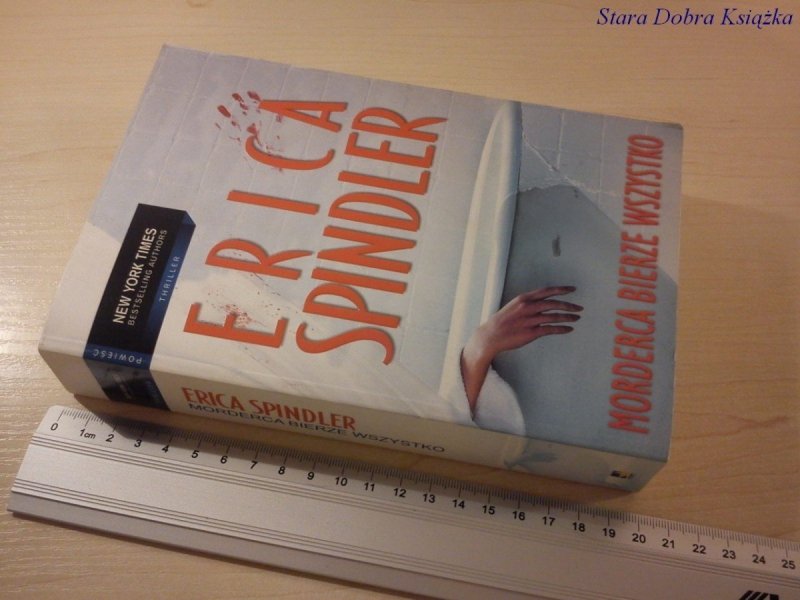 Stara Dobra Książka
ERICA
SPINDLER
MORDERCA BIERZE WSZYSTKO
NEW YORK TIMES
BESTSELLING AUTHORS
THRILLER
POWIEŚĆ
ERICA SPINDLER
MORDERCA BIERZE WSZYSTKO
0 1cm 2 3 4 5 6 7 8 9 10 11 12 13 14 15 16 17 18 19 20 21 22 23 24 25